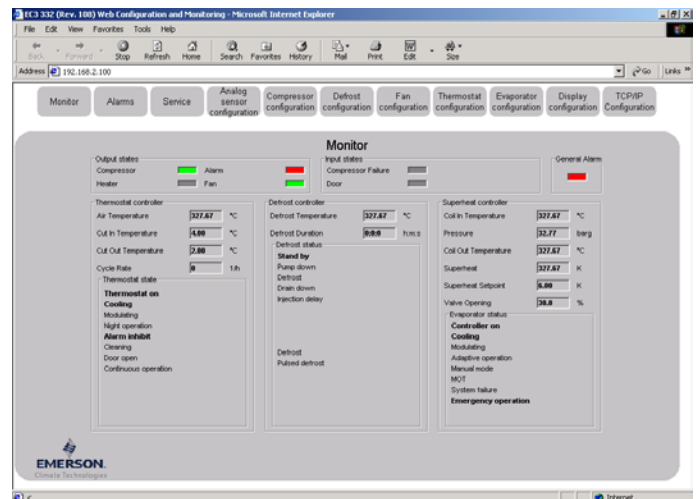 EC3 332 (Rev. 108) Web Configuration and Monitoring - Microsoft Internet Explorer
File Edit View Favorites Tools Help
Back Forward Stop Refresh Home Search Favorites History Mail Print Edit Size
Address 192.168.2.100 Go Links »
Monitor Alarms Service Analog sensor configuration Compressor configuration Defrost configuration Fan configuration Thermostat configuration Evaporator configuration Display configuration TCP/IP Configuration
Monitor
Output states
Compressor Alarm
Heater Fan
Input states
Compressor Failure
Door
General Alarm
Thermostat controller
Air Temperature 327.67 °C
Cut In Temperature 4.00 °C
Cut Out Temperature 2.00 °C
Cycle Rate 0 1/h
Thermostat state
Thermostat on
Cooling
Modulating
Night operation
Alarm inhibit
Cleaning
Door open
Continuous operation
Defrost controller
Defrost Temperature 327.67 °C
Defrost Duration 0:0:0 h:m:s
Defrost status
Stand by
Pump down
Defrost
Drain down
Injection delay
Defrost
Pulsed defrost
Superheat controller
Coil In Temperature 327.67 °C
Pressure 32.77 barg
Coil Out Temperature 327.67 °C
Superheat 327.67 K
Superheat Setpoint 6.00 K
Valve Opening 30.0 %
Evaporator status
Controller on
Cooling
Modulating
Adaptive operation
Manual mode
MOT
System failure
Emergency operation
EMERSON.
Climate Technologies
Internet